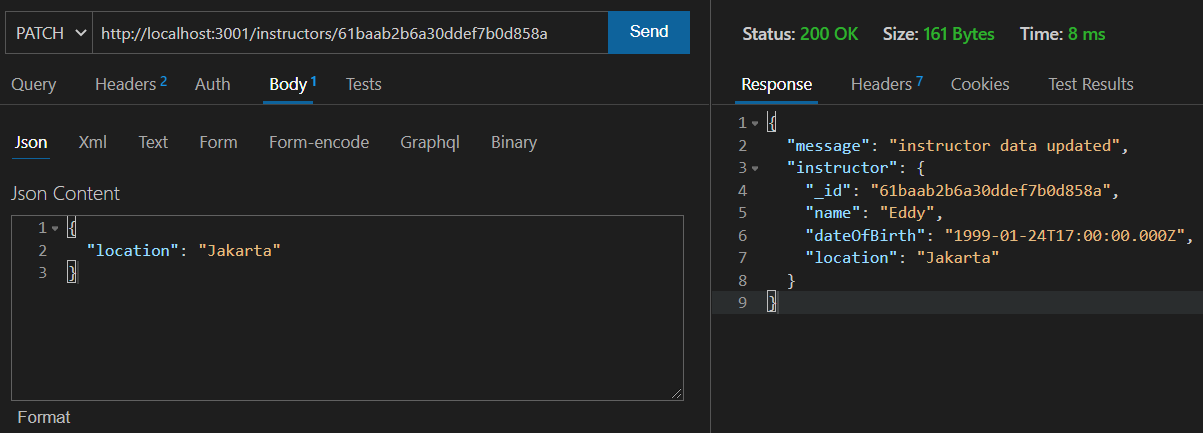 PATCH http://localhost:3001/instructors/61baab2b6a30ddef7b0d858a Send
Query Headers 2 Auth Body 1 Tests
Json Xml Text Form Form-encode Graphql Binary
Json Content
1 {
2 "location": "Jakarta"
3 }
Format
Status: 200 OK Size: 161 Bytes Time: 8 ms
Response Headers 7 Cookies Test Results
1 {
2 "message": "instructor data updated",
3 "instructor": {
4 "_id": "61baab2b6a30ddef7b0d858a",
5 "name": "Eddy",
6 "dateOfBirth": "1999-01-24T17:00:00.000Z",
7 "location": "Jakarta"
8 }
9 }